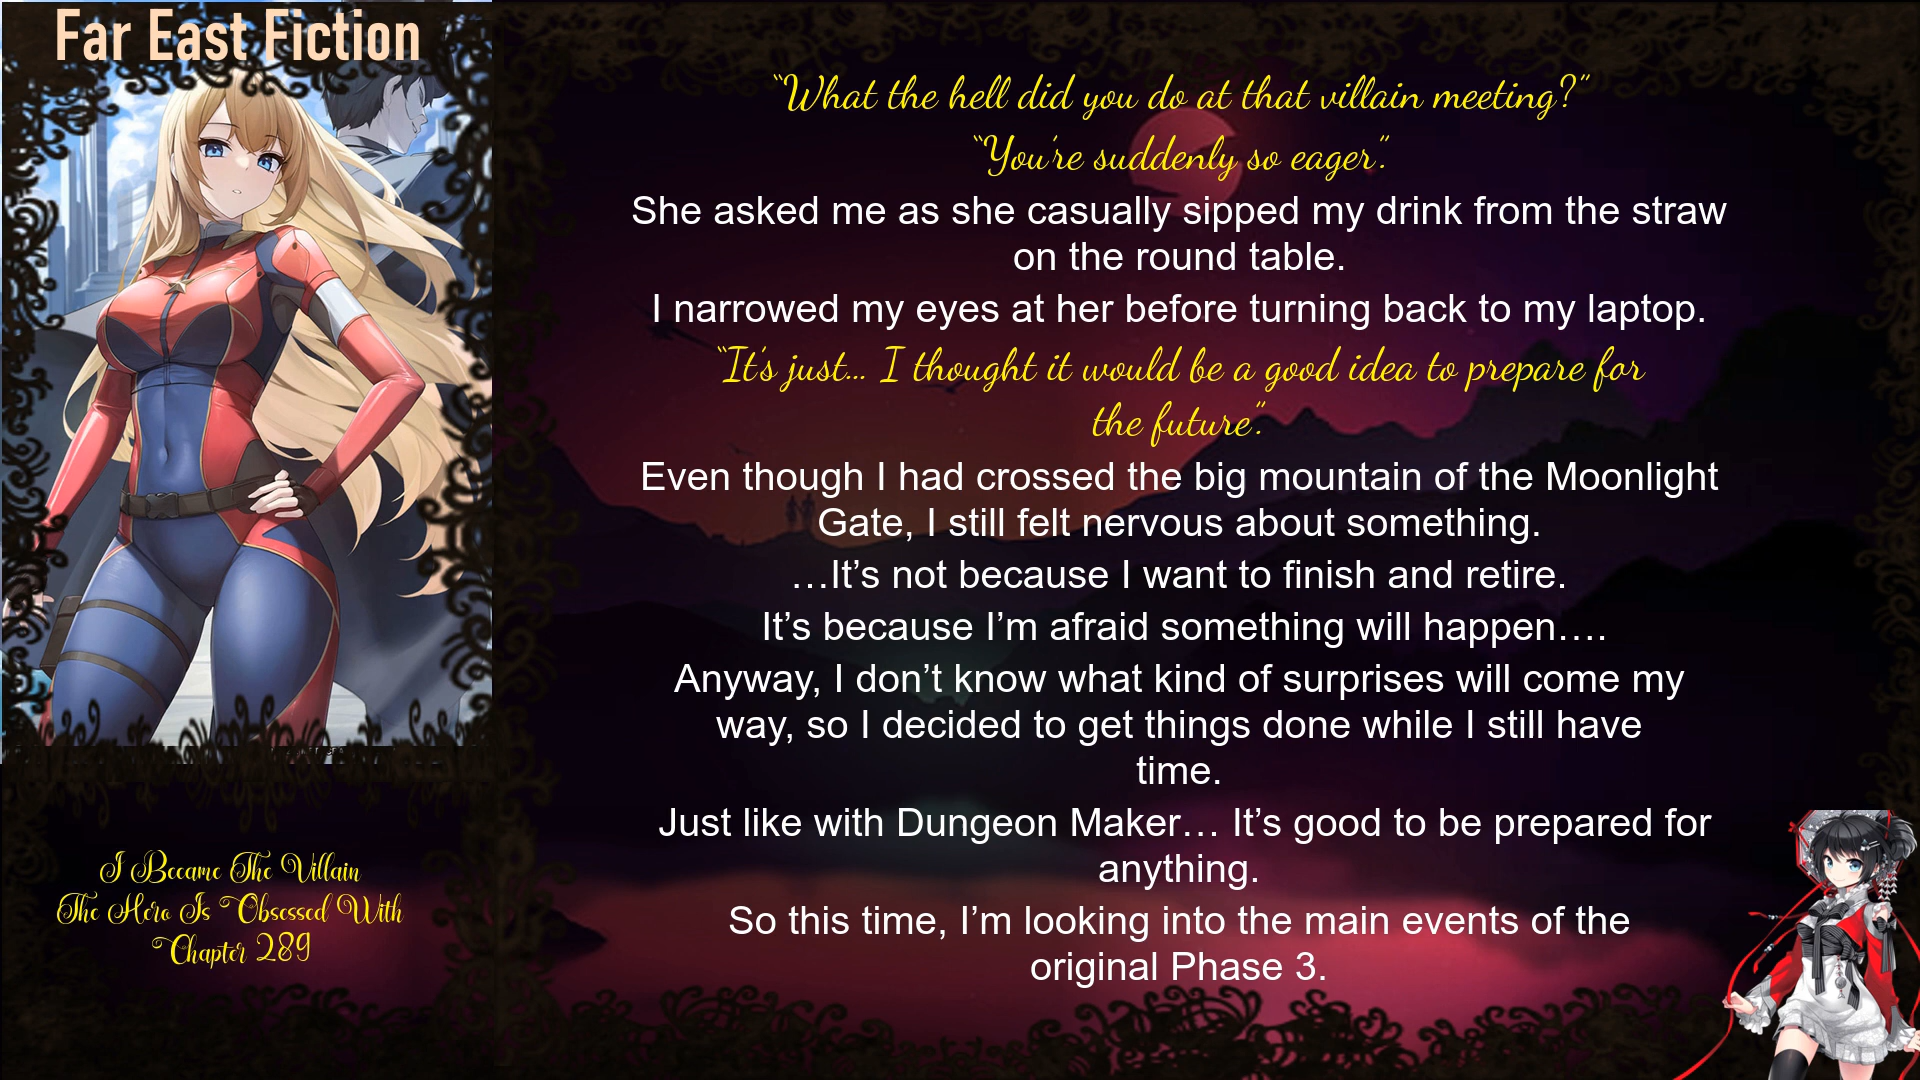 Far East Fiction
“What the hell did you do at that villain meeting?”
“You’re suddenly so eager”.
She asked me as she casually sipped my drink from the straw
on the round table.
I narrowed my eyes at her before turning back to my laptop.
“It’s just… I thought it would be a good idea to prepare for
the future”.
Even though I had crossed the big mountain of the Moonlight
Gate, I still felt nervous about something.
…It’s not because I want to finish and retire.
It’s because I’m afraid something will happen….
Anyway, I don’t know what kind of surprises will come my
way, so I decided to get things done while I still have
time.
Just like with Dungeon Maker… It’s good to be prepared for
anything.
So this time, I’m looking into the main events of the
original Phase 3.
I Became The Villain
The Hero Is Obsessed With
Chapter 289